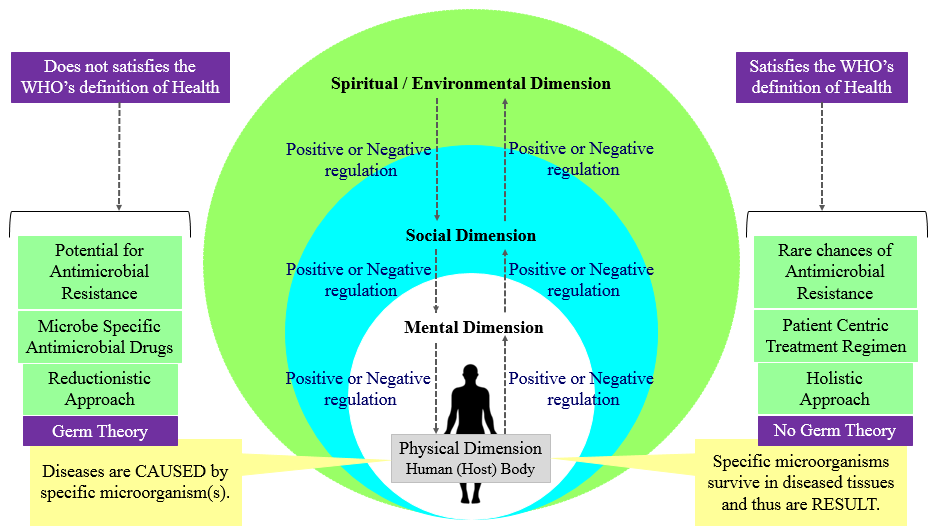 Does not satisfies the
WHO's definition of Health
Potential for
Antimicrobial
Resistance
Microbe Specific
Antimicrobial Drugs
Reductionistic
Approach
Germ Theory
Diseases are CAUSED by
specific microorganism(s).
Spiritual / Environmental Dimension
Positive or Negative
regulation
Positive or Negative
regulation
Social Dimension
Positive or Negative
regulation
Positive or Negative
regulation
Mental Dimension
Positive or Negative
regulation
Positive or Negative
regulation
Physical Dimension
Human (Host) Body
Satisfies the WHO's
definition of Health
Rare chances of
Antimicrobial
Resistance
Patient Centric
Treatment Regimen
Holistic
Approach
No Germ Theory
Specific microorganisms
survive in diseased tissues
and thus are RESULT.